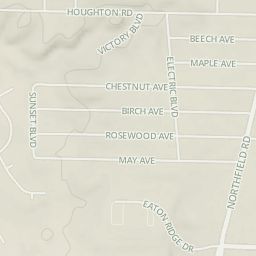 HOUGHTON RD
VICTORY BLVD
BEECH AVE
MAPLE AVE
ELECTRIC BLVD
CHESTNUT AVE
SUNSET BLVD
BIRCH AVE
ROSEWOOD AVE
MAY AVE
NORTHFIELD RD
EATON RIDGE DR